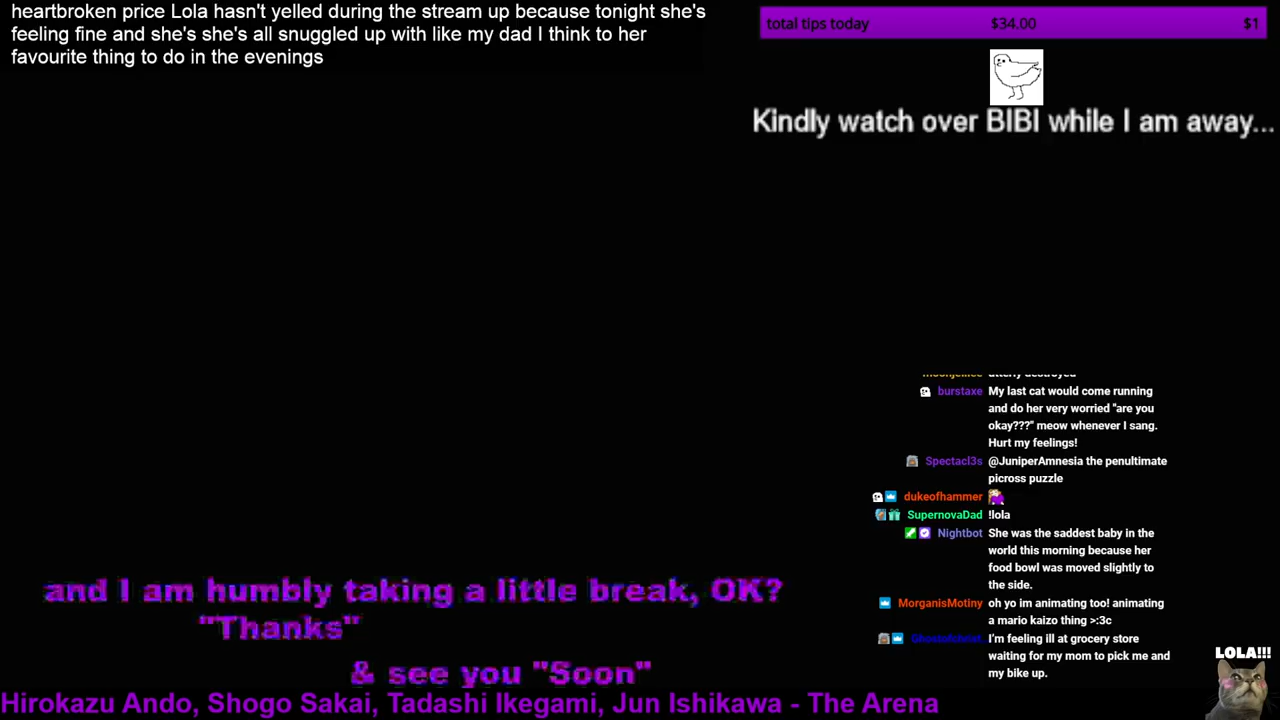 heartbroken price Lola hasn't yelled during the stream up because tonight she's
feeling fine and she's she's all snuggled up with like my dad I think to her
favourite thing to do in the evenings
total tips today $34.00 $1
Kindly watch over BIBI while I am away...
burstaxe My last cat would come running
and do her very worried "are you
okay???" meow whenever I sang.
Hurt my feelings!
Spectacl3s @JuniperAmnesia the penultimate
picross puzzle
dukeofhammer
SupernovaDad !lola
Nightbot She was the saddest baby in the
world this morning because her
food bowl was moved slightly to
the side.
MorganisMotiny oh yo im animating too! animating
a mario kaizo thing >:3c
I'm feeling ill at grocery store
waiting for my mom to pick me and
my bike up.
and I am humbly taking a little break, OK?
"Thanks"
& see you "Soon"
LOLA!!!
Hirokazu Ando, Shogo Sakai, Tadashi Ikegami, Jun Ishikawa - The Arena